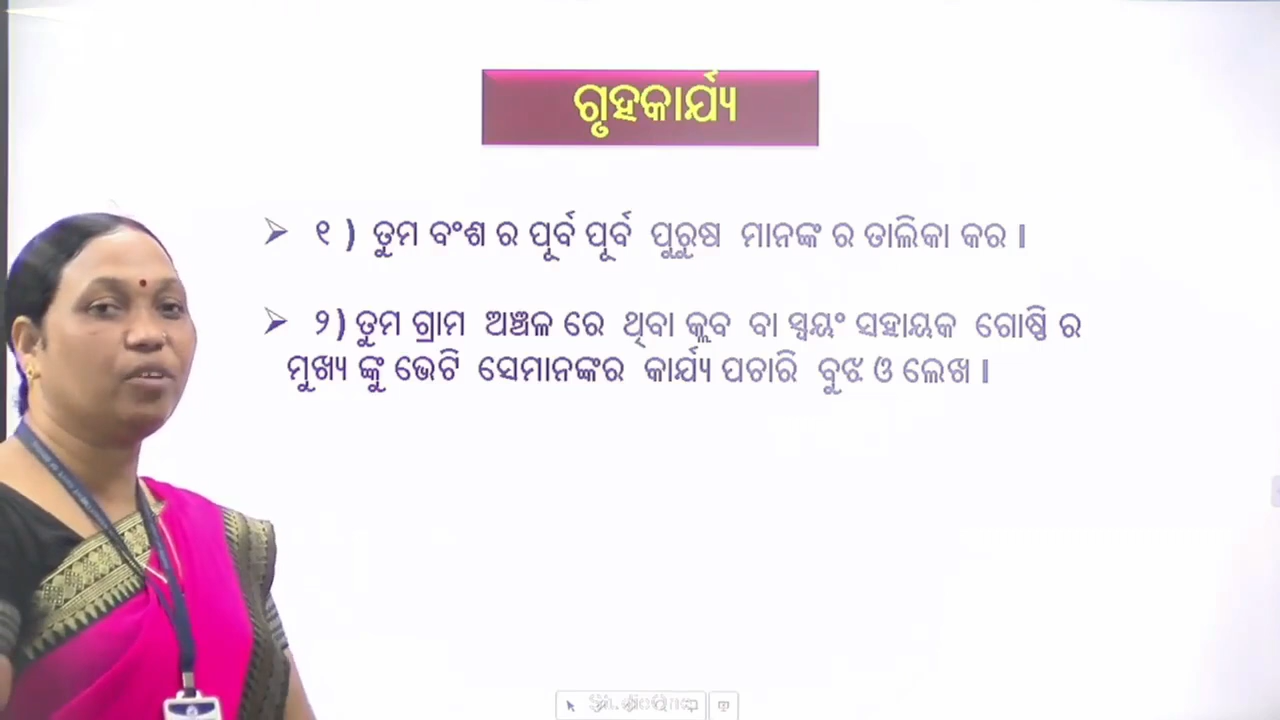 ଗୃହକାର୍ଯ୍ୟ
➢ ୧ ) ତୁମ ବଂଶ ର ପୂର୍ବ ପୂର୍ବ ପୁରୁଷ ମାନଙ୍କ ର ତାଲିକା କର ।
➢ ୨ ) ତୁମ ଗ୍ରାମ ଅଞ୍ଚଳ ରେ ଥିବା କ୍ଲବ ବା ସ୍ୱୟଂ ସହାୟକ ଗୋଷ୍ଠି ର
ମୁଖ୍ୟ ଙ୍କୁ ଭେଟି ସେମାନଙ୍କର କାର୍ଯ୍ୟ ପଚାରି ବୁଝ ଓ ଲେଖ ।